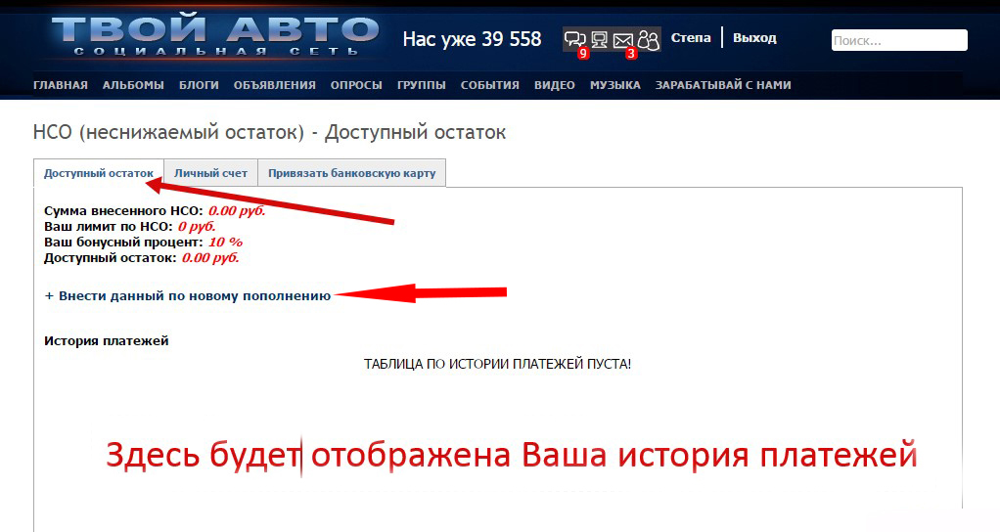 ТВОЙ АВТО
СОЦИАЛЬНАЯ СЕТЬ
Нас уже 39 558
9
3
Степа
Выход
Поиск...
ГЛАВНАЯ АЛЬБОМЫ БЛОГИ ОБЪЯВЛЕНИЯ ОПРОСЫ ГРУППЫ СОБЫТИЯ ВИДЕО МУЗЫКА ЗАРАБАТЫВАЙ С НАМИ
НСО (неснижаемый остаток) - Доступный остаток
Доступный остаток Личный счет Привязать банковскую карту
Сумма внесенного НСО: 0.00 руб.
Ваш лимит по НСО: 0 руб.
Ваш бонусный процент: 10 %
Доступный остаток: 0.00 руб.
+ Внести данный по новому пополнению
История платежей
ТАБЛИЦА ПО ИСТОРИИ ПЛАТЕЖЕЙ ПУСТА!
Здесь будет отображена Ваша история платежей